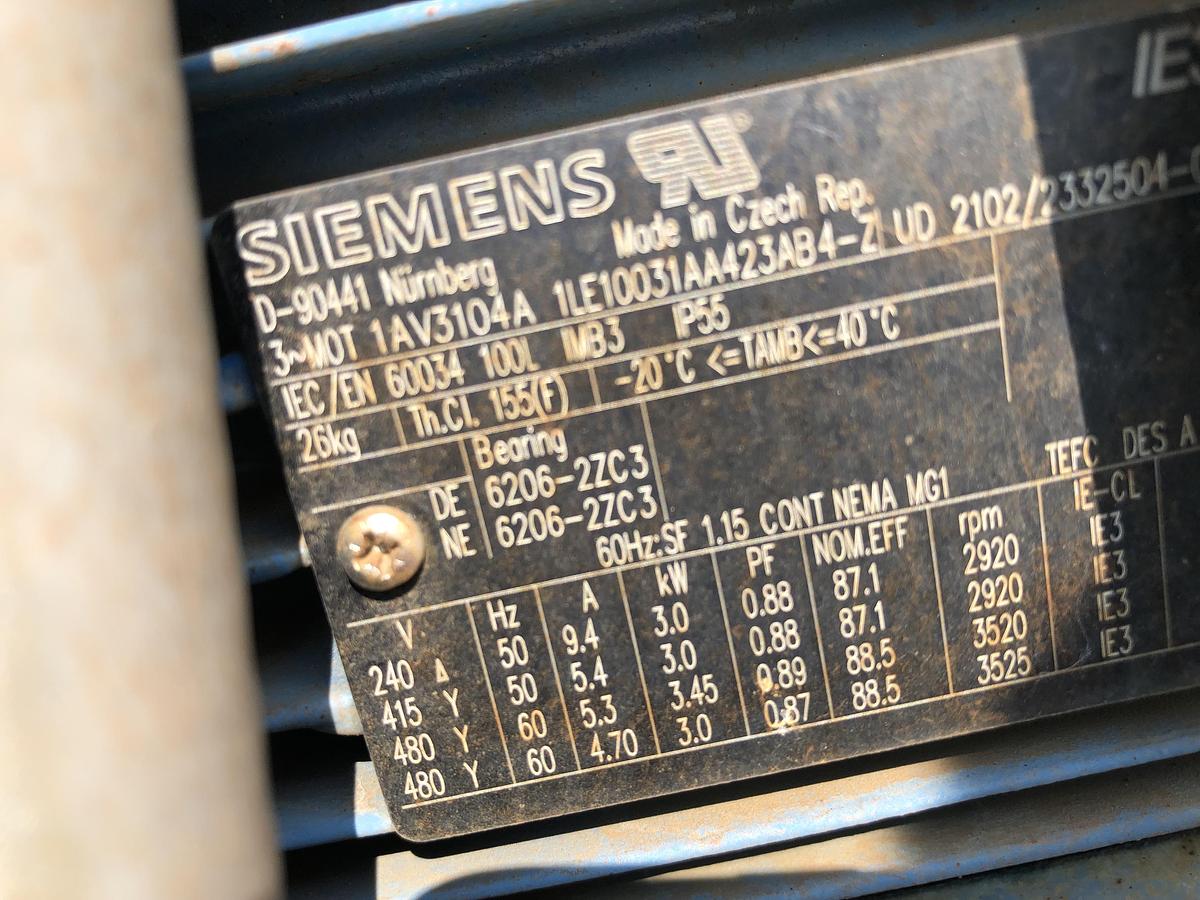 IE3
SIEMENS
D-90441 Nürnberg Made in Czech Rep.
3~MOT 1AV3104A 1LE10031AA423AB4-Z UD 2102/2332504-
IEC/EN 60034 100L IMB3 IP55
26kg Th.Cl. 155(F) -20°C <=TAMB<=40°C
Bearing
DE 6206-2ZC3
NE 6206-2ZC3
60Hz:SF 1.15 CONT NEMA MG1 TEFC DES A
V Hz A kW PF NOM.EFF rpm IE-CL
240 Δ 50 9.4 3.0 0.88 87.1 2920 IE3
415 Y 50 5.4 3.0 0.88 87.1 2920 IE3
480 Y 60 5.3 3.45 0.89 88.5 3520 IE3
480 Y 60 4.70 3.0 0.87 88.5 3525 IE3